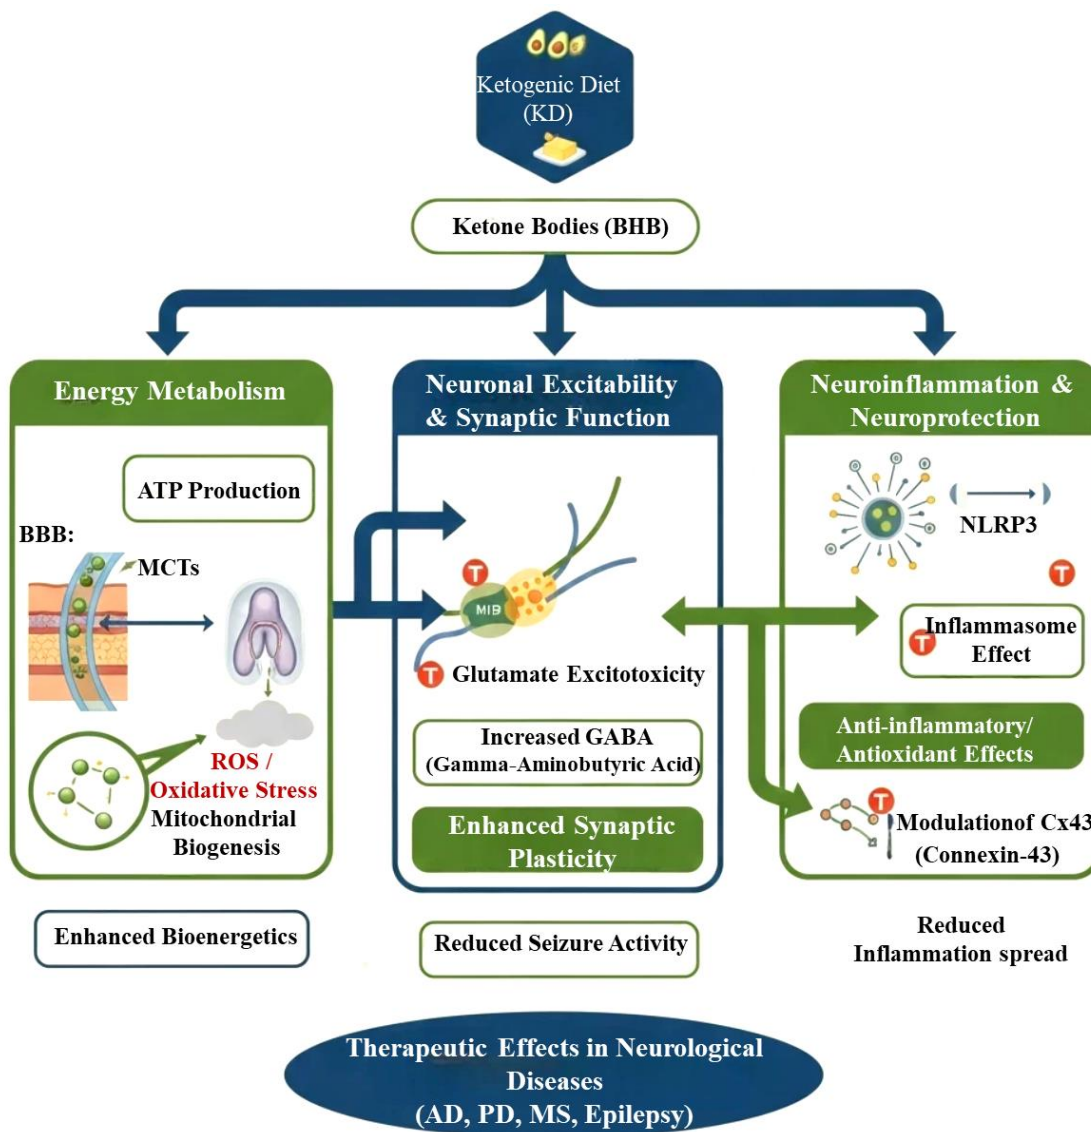 Ketogenic Diet
(KD)
Ketone Bodies (BHB)
Energy Metabolism
ATP Production
BBB:
MCTs
ROS /
Oxidative Stress
Mitochondrial
Biogenesis
Enhanced Bioenergetics
Neuronal Excitability
& Synaptic Function
T
MIB
T
Glutamate Excitotoxicity
Increased GABA
(Gamma-Aminobutyric Acid)
Enhanced Synaptic
Plasticity
Reduced Seizure Activity
Neuroinflammation &
Neuroprotection
NLRP3
T
T
Inflammasome
Effect
Anti-inflammatory/
Antioxidant Effects
T
Modulationof Cx43
(Connexin-43)
Reduced
Inflammation spread
Therapeutic Effects in Neurological
Diseases
(AD, PD, MS, Epilepsy)